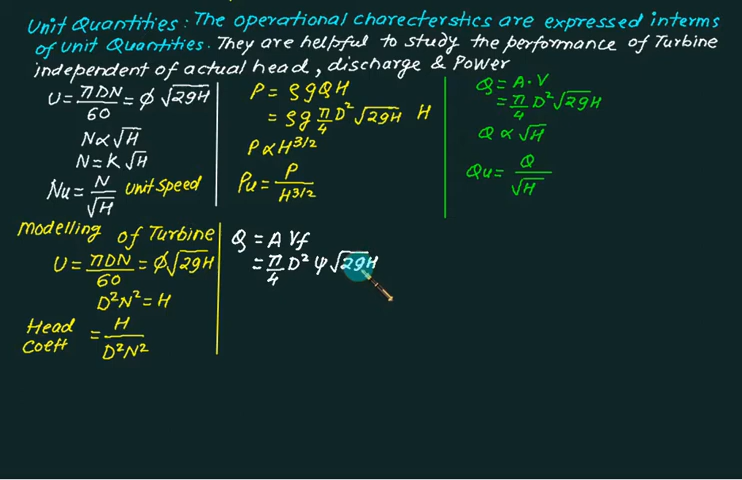 Unit Quantities : The operational charecterstics are expressed interms
of Unit Quantities. They are helpful to study the performance of Turbine
independent of actual head, discharge & Power
U = πDN/60 = φ √2gH
N ∝ √H
N = K √H
Nu = N/√H Unit Speed
P = ρgQH
= ρg π/4 D² √2gH H
P ∝ H^3/2
Pu = P/H^3/2
Q = A·V
= π/4 D² √2gH
Q ∝ √H
Qu = Q/√H
Modelling of Turbine
U = πDN/60 = φ√2gH
D²N² = H
Head Coeff = H/D²N²
Q = A Vf
= π/4 D² ψ √2gH